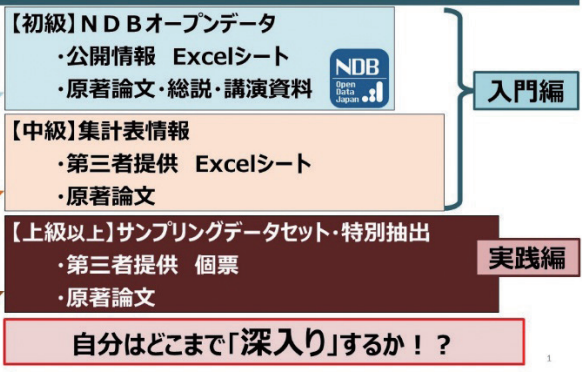 【初級】NDBオープンデータ
・公開情報 Excelシート
・原著論文・総説・講演資料
NDB
Open
Data
Japan
入門編
【中級】集計表情報
・第三者提供 Excelシート
・原著論文
【上級以上】サンプリングデータセット・特別抽出
・第三者提供 個票
・原著論文
実践編
自分はどこまで「深入り」するか！？
1